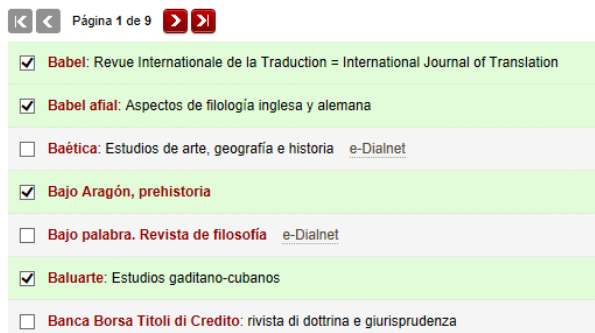 Página 1 de 9
Babel: Revue Internationale de la Traduction = International Journal of Translation
Babel afial: Aspectos de filología inglesa y alemana
Baética: Estudios de arte, geografía e historia e-Dialnet
Bajo Aragón, prehistoria
Bajo palabra. Revista de filosofía e-Dialnet
Baluarte: Estudios gaditano-cubanos
Banca Borsa Titoli di Credito: rivista di dottrina e giurisprudenza